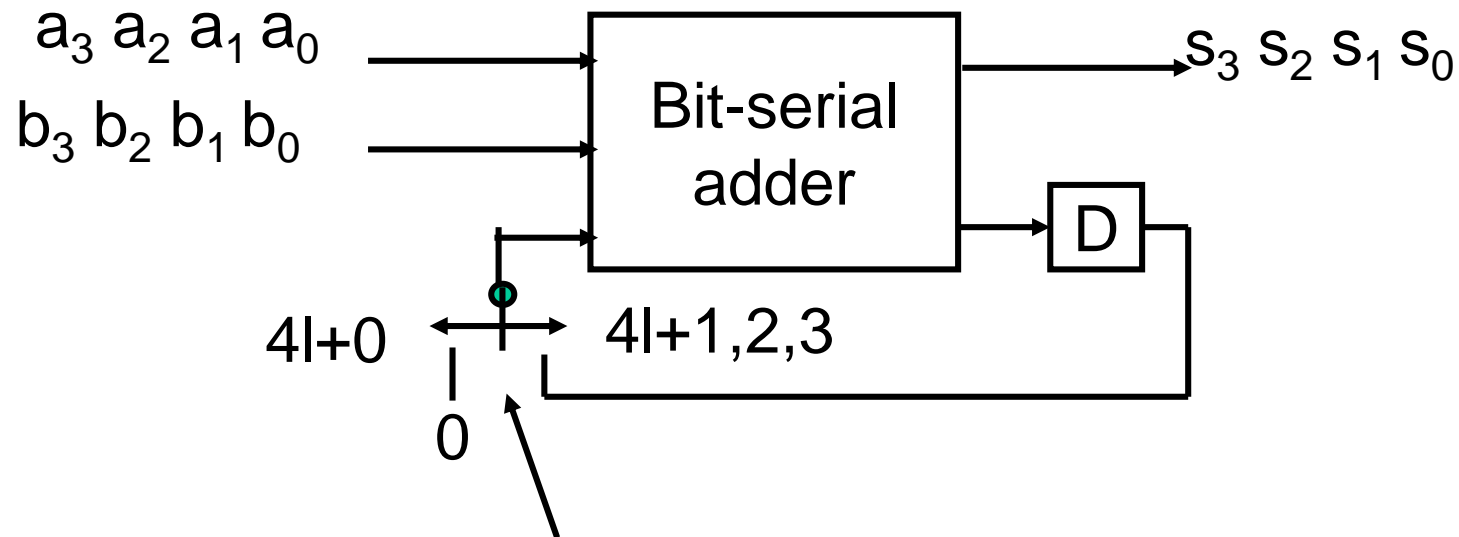 a₃ a₂ a₁ a₀
s₃ s₂ s₁ s₀
b₃ b₂ b₁ b₀
Bit-serial
adder
D
4l+0
4l+1,2,3
0